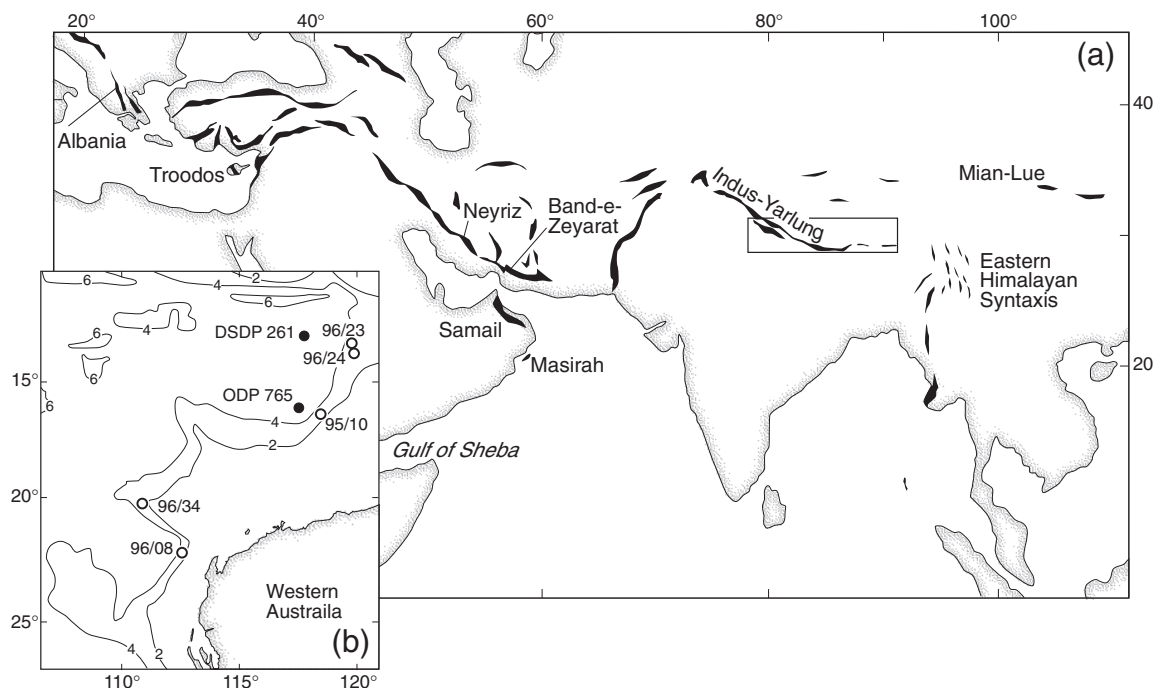 20°
40°
60°
80°
100°
(a)
40
Albania
Troodos
Neyriz
Band-e-
Zeyarat
Indus-Yarlung
Mian-Lue
Eastern
Himalayan
Syntaxis
Samail
Masirah
20
Gulf of Sheba
6
4
2
6
4
6
6
DSDP 261
96/23
96/24
15°
ODP 765
4
2
95/10
20°
96/34
96/08
Western
Austraila
25°
4
2
(b)
110°
115°
120°
60°
80°
100°